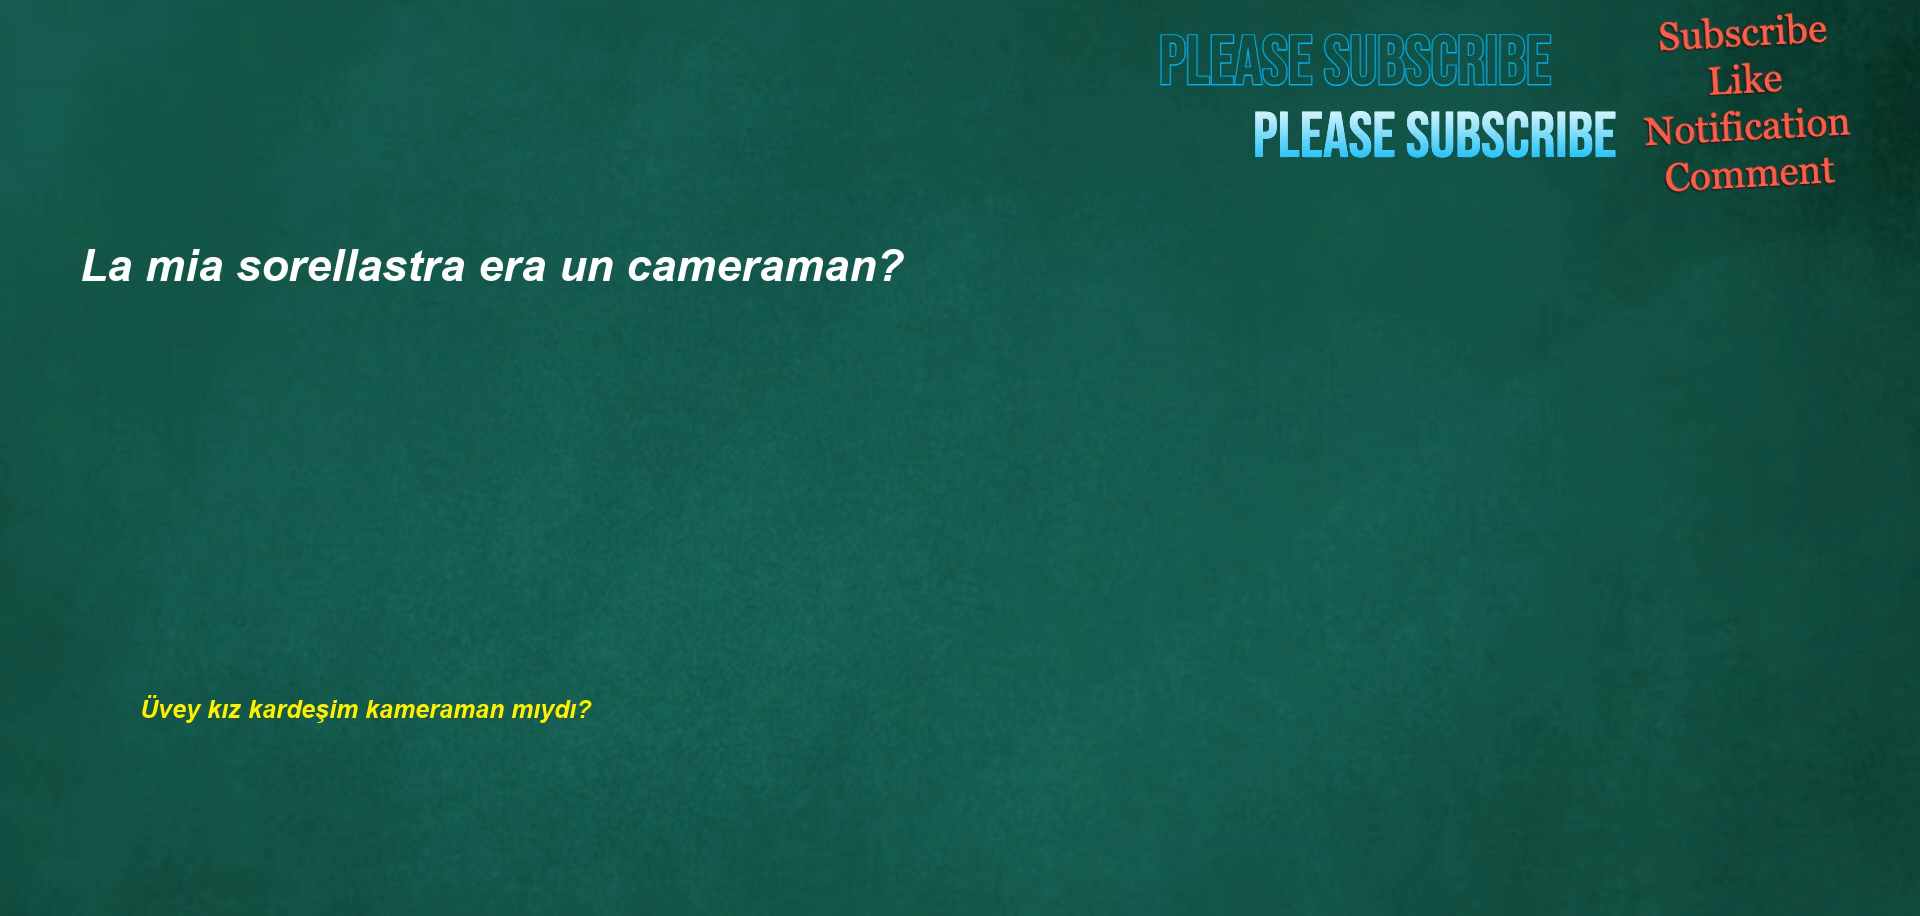 PLEASE SUBSCRIBE
PLEASE SUBSCRIBE
Subscribe
Like
Notification
Comment
La mia sorellastra era un cameraman?
Üvey kız kardeşim kameraman mıydı?